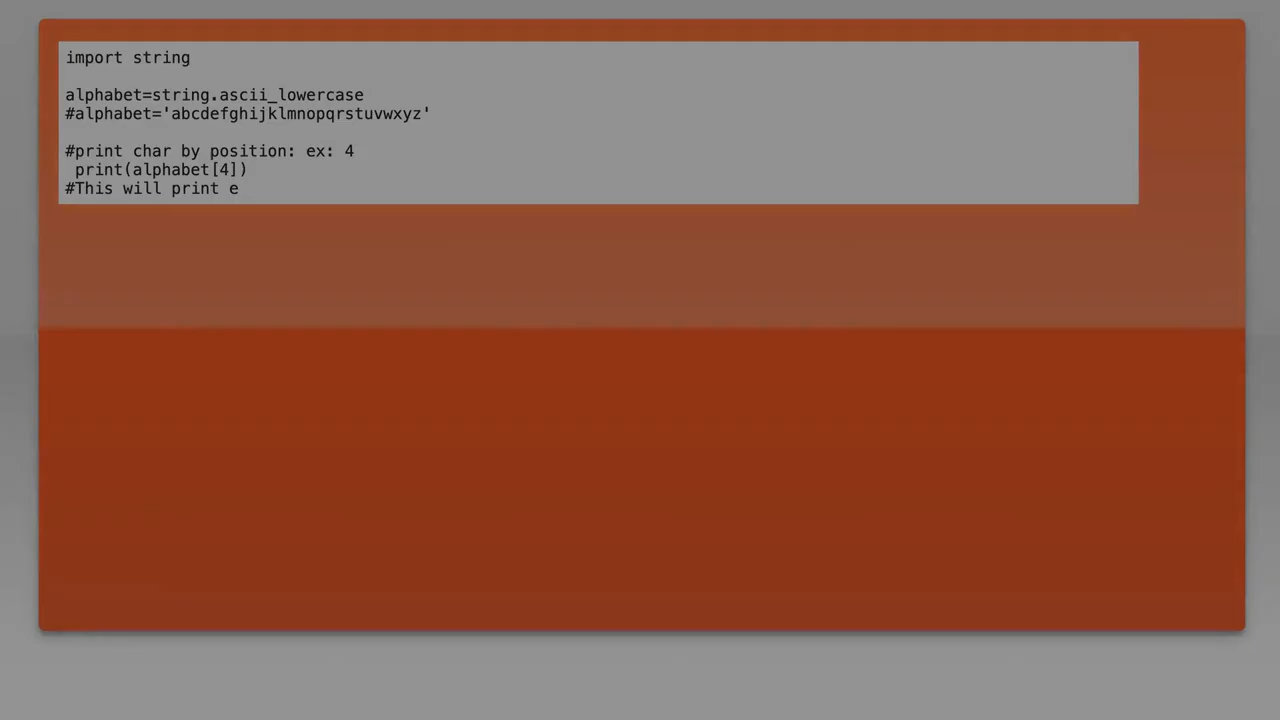 import string
alphabet=string.ascii_lowercase
#alphabet='abcdefghijklmnopqrstuvwxyz'
#print char by position: ex: 4
 print(alphabet[4])
#This will print e